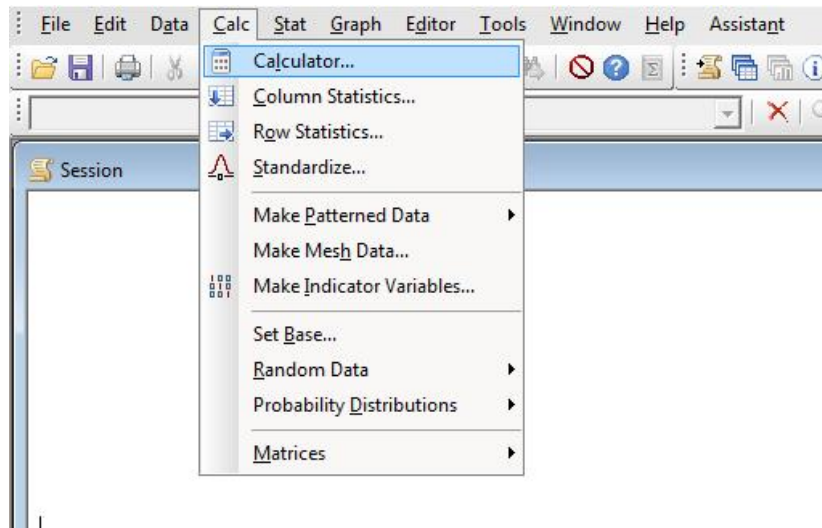 File Edit Data Calc Stat Graph Editor Tools Window Help Assistant
Calculator...
Column Statistics...
Row Statistics...
Standardize...
Session
Make Patterned Data
Make Mesh Data...
Make Indicator Variables...
Set Base...
Random Data
Probability Distributions
Matrices